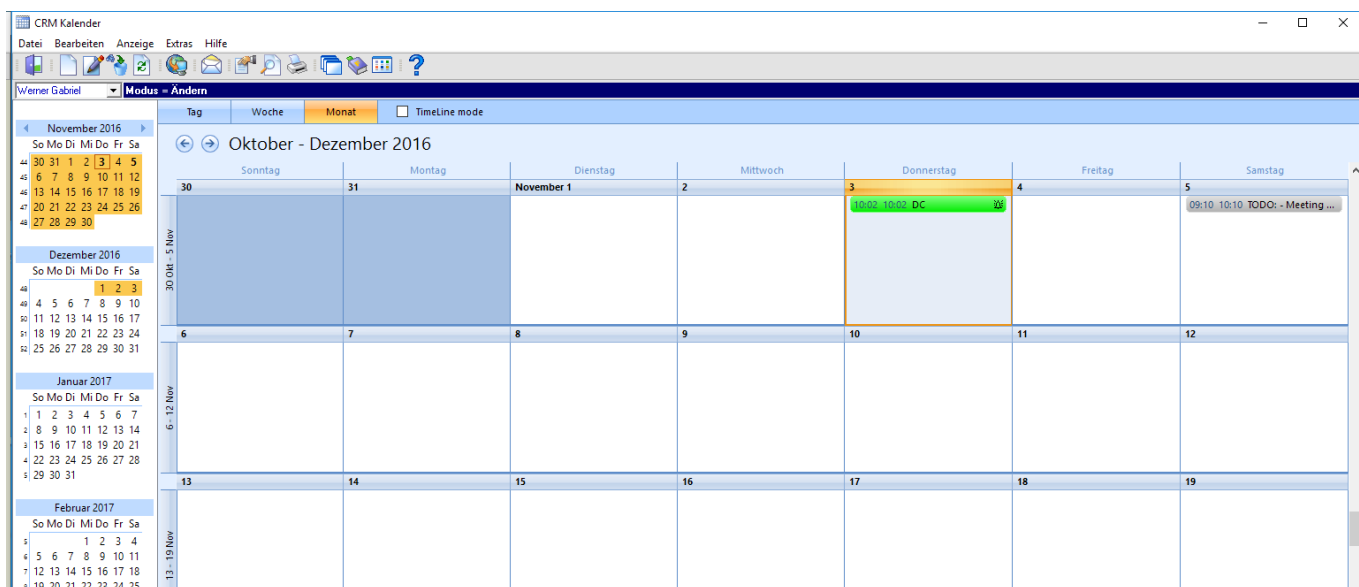 CRM Kalender
Datei Bearbeiten Anzeige Extras Hilfe
Werner Gabriel Modus = Ändern
Tag Woche Monat TimeLine mode
Oktober - Dezember 2016
November 2016
So Mo Di Mi Do Fr Sa
44 30 31 1 2 3 4 5
45 6 7 8 9 10 11 12
46 13 14 15 16 17 18 19
47 20 21 22 23 24 25 26
48 27 28 29 30
Dezember 2016
So Mo Di Mi Do Fr Sa
48 1 2 3
49 4 5 6 7 8 9 10
50 11 12 13 14 15 16 17
51 18 19 20 21 22 23 24
52 25 26 27 28 29 30 31
Januar 2017
So Mo Di Mi Do Fr Sa
1 1 2 3 4 5 6 7
2 8 9 10 11 12 13 14
3 15 16 17 18 19 20 21
4 22 23 24 25 26 27 28
5 29 30 31
Februar 2017
So Mo Di Mi Do Fr Sa
5 1 2 3 4
6 5 6 7 8 9 10 11
7 12 13 14 15 16 17 18
8 19 20 21 22 23 24 25
Sonntag Montag Dienstag Mittwoch Donnerstag Freitag Samstag
30 31 November 1 2 3 4 5
30 Okt - 5 Nov
10:02 10:02 DC
09:10 10:10 TODO: - Meeting ...
6 7 8 9 10 11 12
6 - 12 Nov
13 14 15 16 17 18 19
13 - 19 Nov